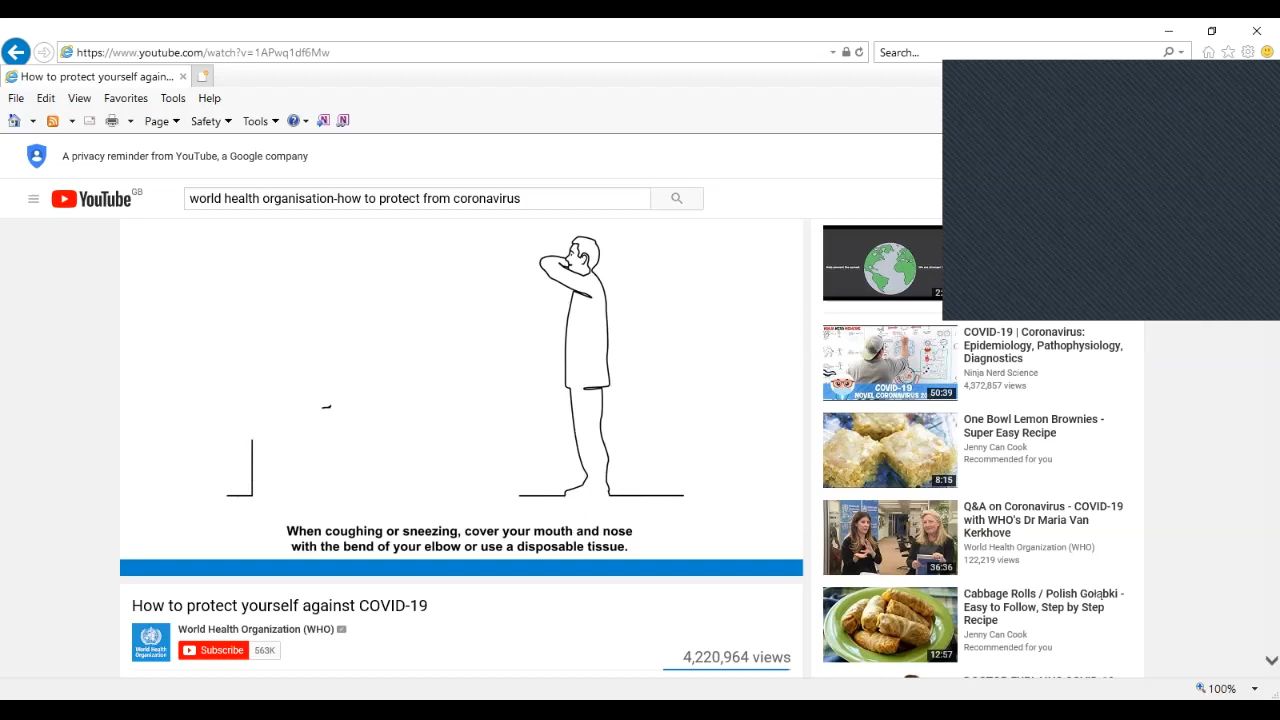 https://www.youtube.com/watch?v=1APwq1df6Mw
Search...
How to protect yourself again...
File Edit View Favorites Tools Help
Page Safety Tools
A privacy reminder from YouTube, a Google company
YouTube GB
world health organisation-how to protect from coronavirus
When coughing or sneezing, cover your mouth and nose
with the bend of your elbow or use a disposable tissue.
How to protect yourself against COVID-19
World Health Organization (WHO)
World Health
Organization
Subscribe 563K
4,220,964 views
COVID-19 | Coronavirus:
Epidemiology, Pathophysiology,
Diagnostics
Ninja Nerd Science
4,372,857 views
COVID-19
50:39
One Bowl Lemon Brownies -
Super Easy Recipe
Jenny Can Cook
Recommended for you
8:15
Q&A on Coronavirus - COVID-19
with WHO's Dr Maria Van
Kerkhove
World Health Organization (WHO)
122,219 views
36:36
Cabbage Rolls / Polish Gołąbki -
Easy to Follow, Step by Step
Recipe
Jenny Can Cook
Recommended for you
12:57
100%